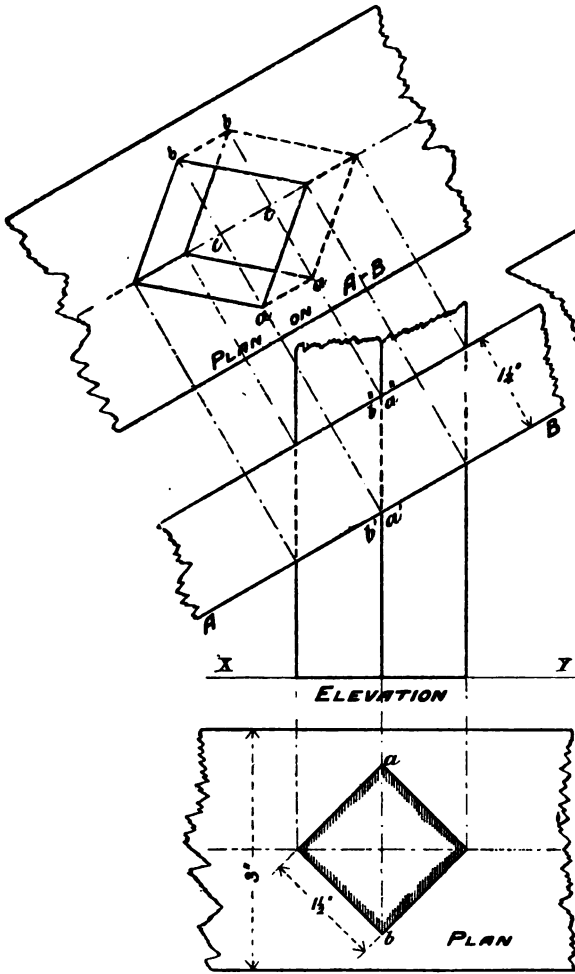 b
b
c
c
a
a
PLAN ON A-B
b' a'
1½"
B
b' a'
A
X Y
ELEVATION
a
3"
1½"
b
PLAN